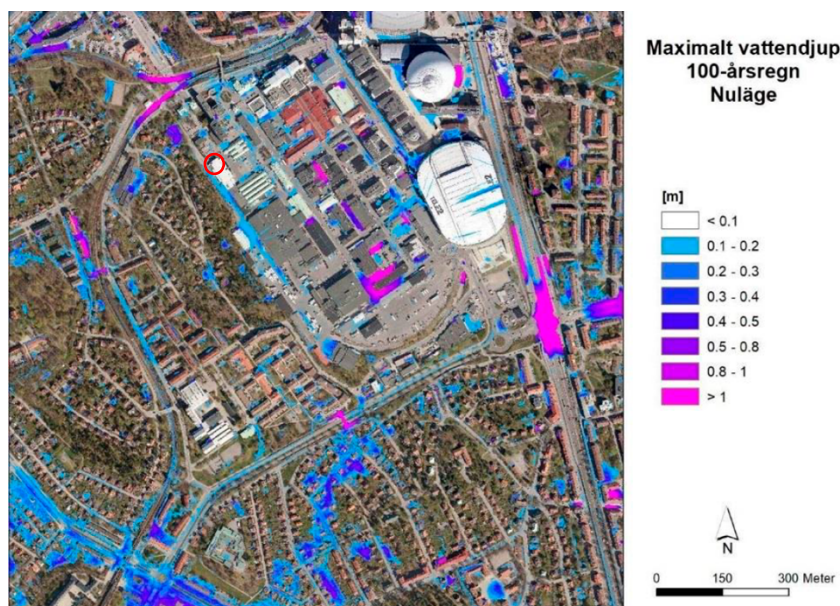 Maximalt vattendjup
100-årsregn
Nuläge
[m]
< 0.1
0.1 - 0.2
0.2 - 0.3
0.3 - 0.4
0.4 - 0.5
0.5 - 0.8
0.8 - 1
> 1
N
0 150 300 Meter